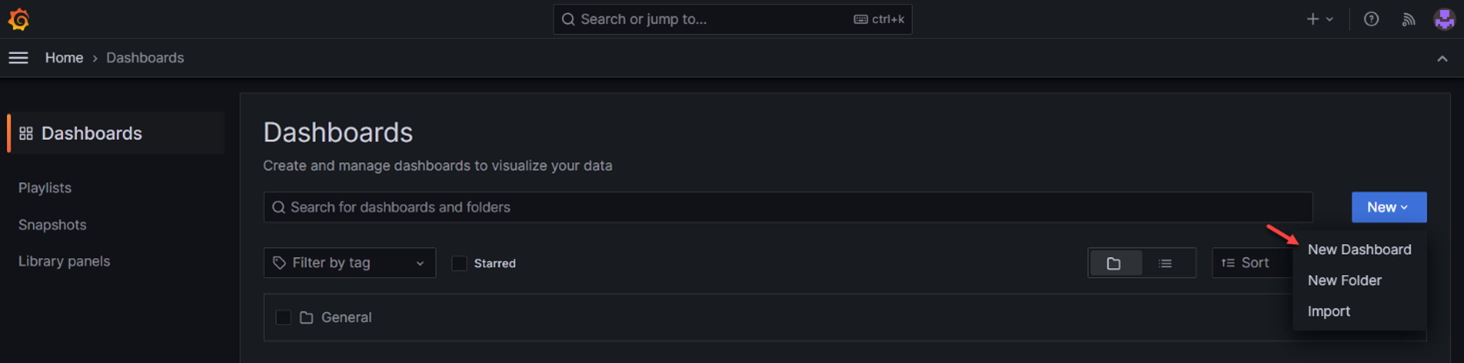 Search or jump to... ctrl+k
Home › Dashboards
Dashboards
Playlists
Snapshots
Library panels
Dashboards
Create and manage dashboards to visualize your data
Search for dashboards and folders
New
Filter by tag
Starred
Sort
New Dashboard
New Folder
Import
General